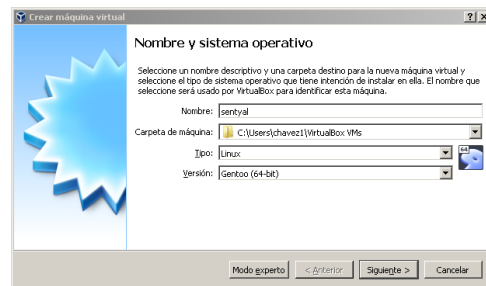 Crear máquina virtual
Nombre y sistema operativo
Seleccione un nombre descriptivo y una carpeta destino para la nueva máquina virtual y
seleccione el tipo de sistema operativo que tiene intención de instalar en ella. El nombre que
seleccione será usado por VirtualBox para identificar esta máquina.
Nombre: sentyal
Carpeta de máquina: C:\Users\chavez1\VirtualBox VMs
Tipo: Linux
64
Versión: Gentoo (64-bit)
Modo experto < Anterior Siguiente > Cancelar